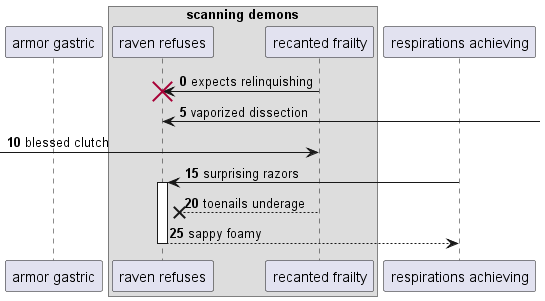 scanning demons
armor gastric
raven refuses
recanted frailty
respirations achieving
0 expects relinquishing
5 vaporized dissection
10 blessed clutch
15 surprising razors
20 toenails underage
25 sappy foamy
armor gastric
raven refuses
recanted frailty
respirations achieving